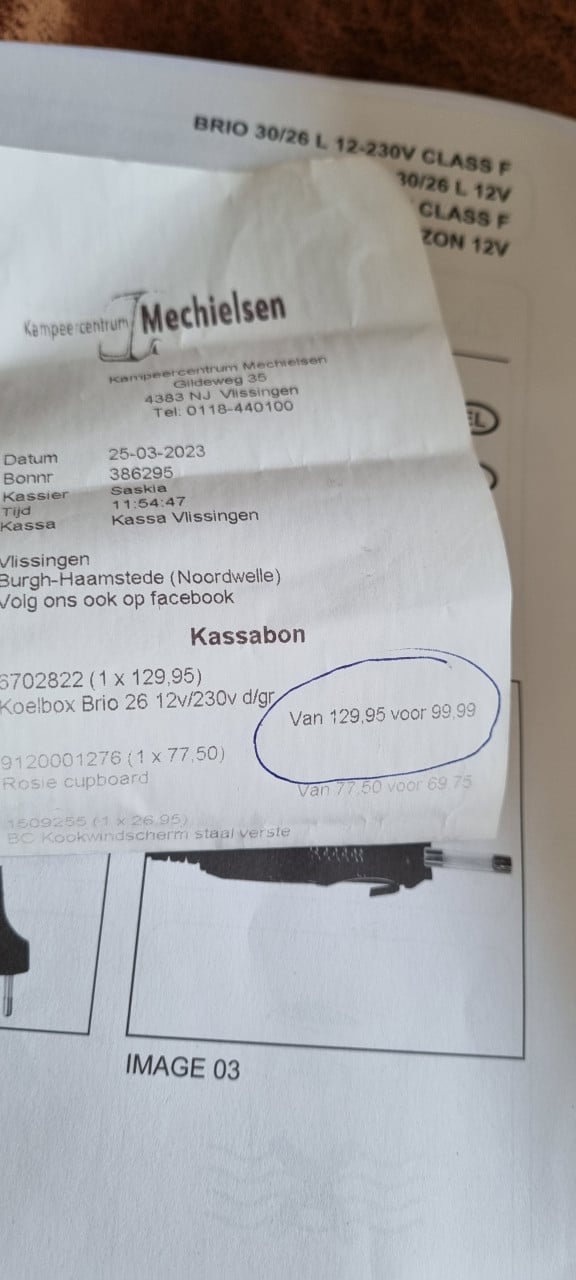 BRIO 30/26 L 12-230V CLASS F
30/26 L 12V
CLASS F
ZON 12V
EL
Kampeercentrum Mechielsen
Kampeercentrum Mechielsen
Gildeweg 35
4383 NJ Vlissingen
Tel: 0118-440100
Datum 25-03-2023
Bonnr 386295
Kassier Saskia
Tijd 11:54:47
Kassa Kassa Vlissingen
Vlissingen
Burgh-Haamstede (Noordwelle)
Volg ons ook op facebook
Kassabon
6702822 (1 x 129,95)
Koelbox Brio 26 12v/230v d/gr
Van 129,95 voor 99,99
9120001276 (1 x 77,50)
Rosie cupboard
Van 77,50 voor 69,75
1509255 (1 x 26,95)
BC Kookwindscherm staal verste
IMAGE 03